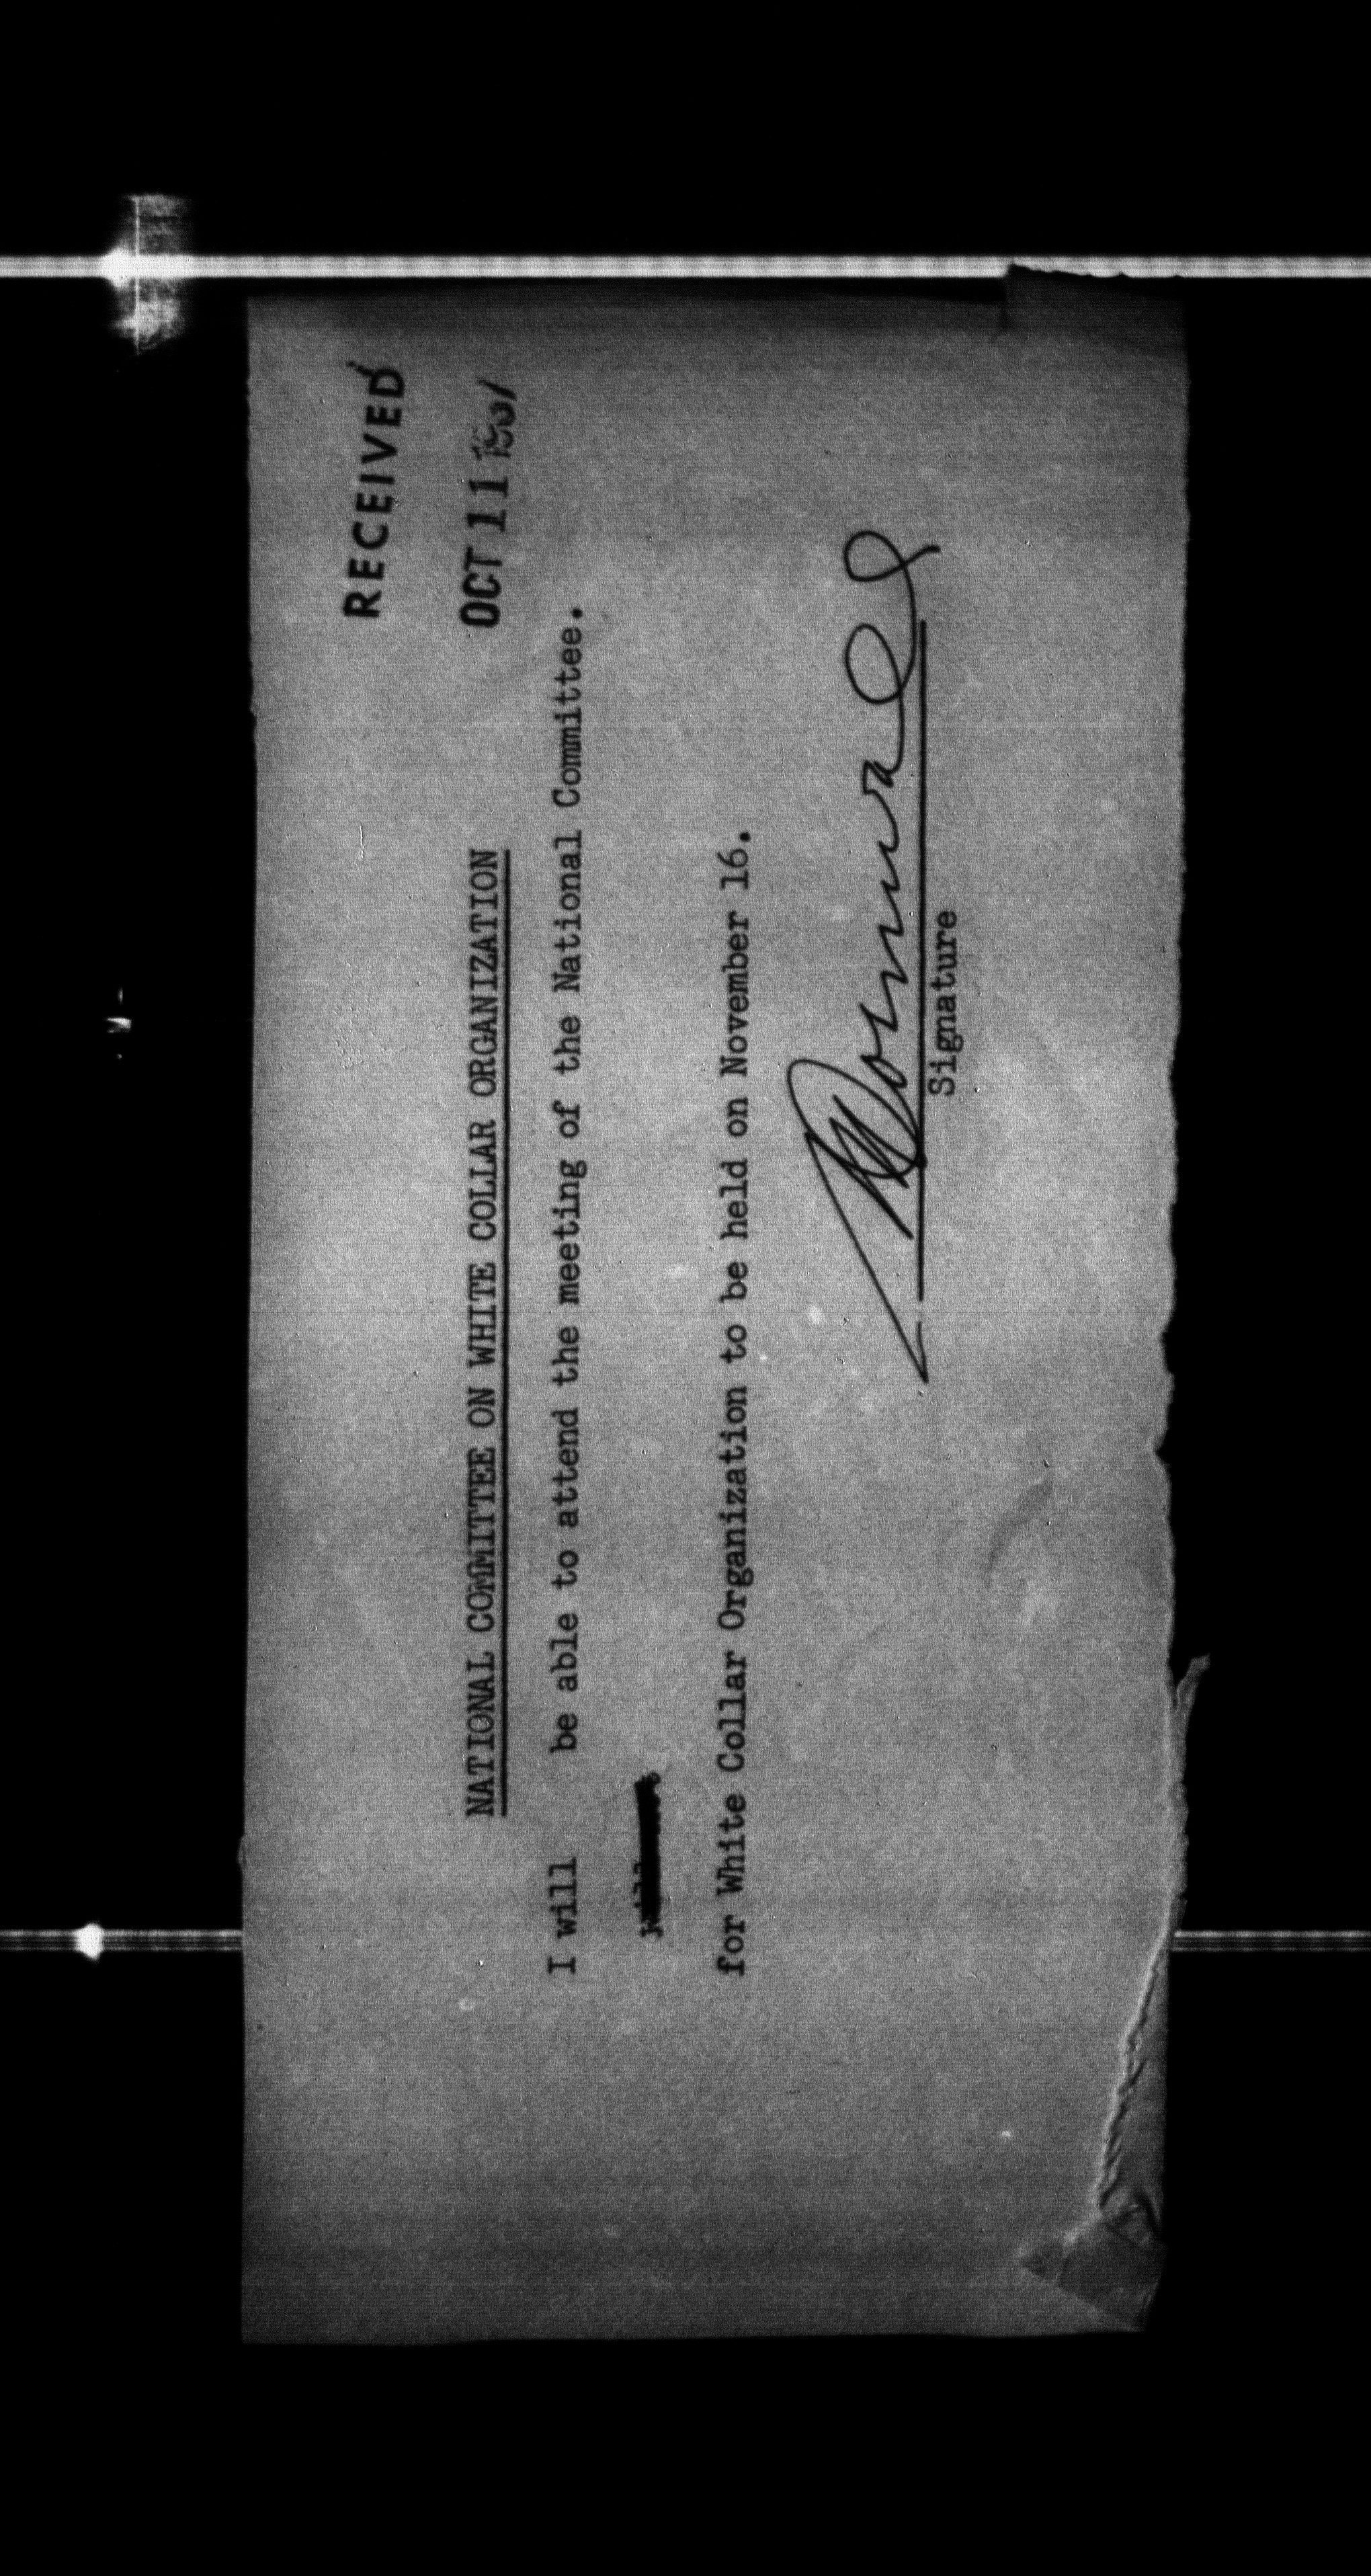 RECEIVED
OCT 11
NATIONAL COMMITTEE ON WHITE COLLAR ORGANIZATION
I will be able to attend the meeting of the National Committee.
for White Collar Organization to be held on November 16.
Signature